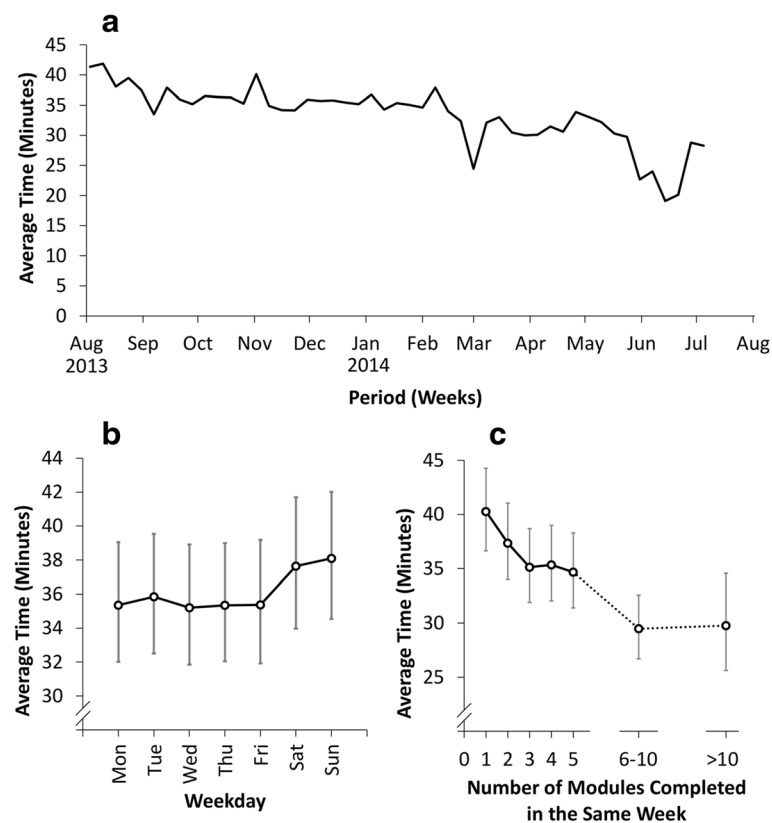 a
45
40
35
30
25
20
15
10
5
0
Average Time (Minutes)
Aug Sep Oct Nov Dec Jan Feb Mar Apr May Jun Jul Aug
2013 2014
Period (Weeks)
b
44
42
40
38
36
34
32
30
Average Time (Minutes)
Mon Tue Wed Thu Fri Sat Sun
Weekday
c
45
40
35
30
25
Average Time (Minutes)
0 1 2 3 4 5 6-10 >10
Number of Modules Completed
in the Same Week